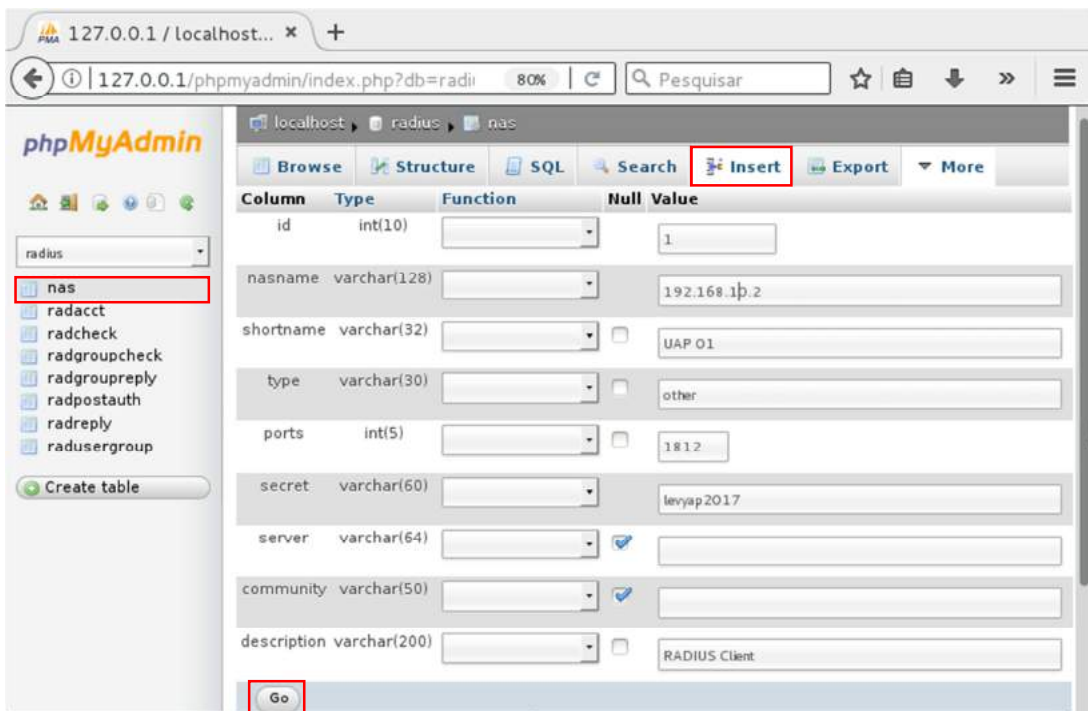 127.0.0.1 / localhost... × +
127.0.0.1/phpmyadmin/index.php?db=radi 80% Pesquisar
phpMyAdmin
radius
nas
radacct
radcheck
radgroupcheck
radgroupreply
radpostauth
radreply
radusergroup
Create table
localhost radius nas
Browse Structure SQL Search Insert Export More
Column Type Function Null Value
id int(10) 1
nasname varchar(128) 192.168.10.2
shortname varchar(32) UAP 01
type varchar(30) other
ports int(5) 1812
secret varchar(60) levyap2017
server varchar(64)
community varchar(50)
description varchar(200) RADIUS Client
Go